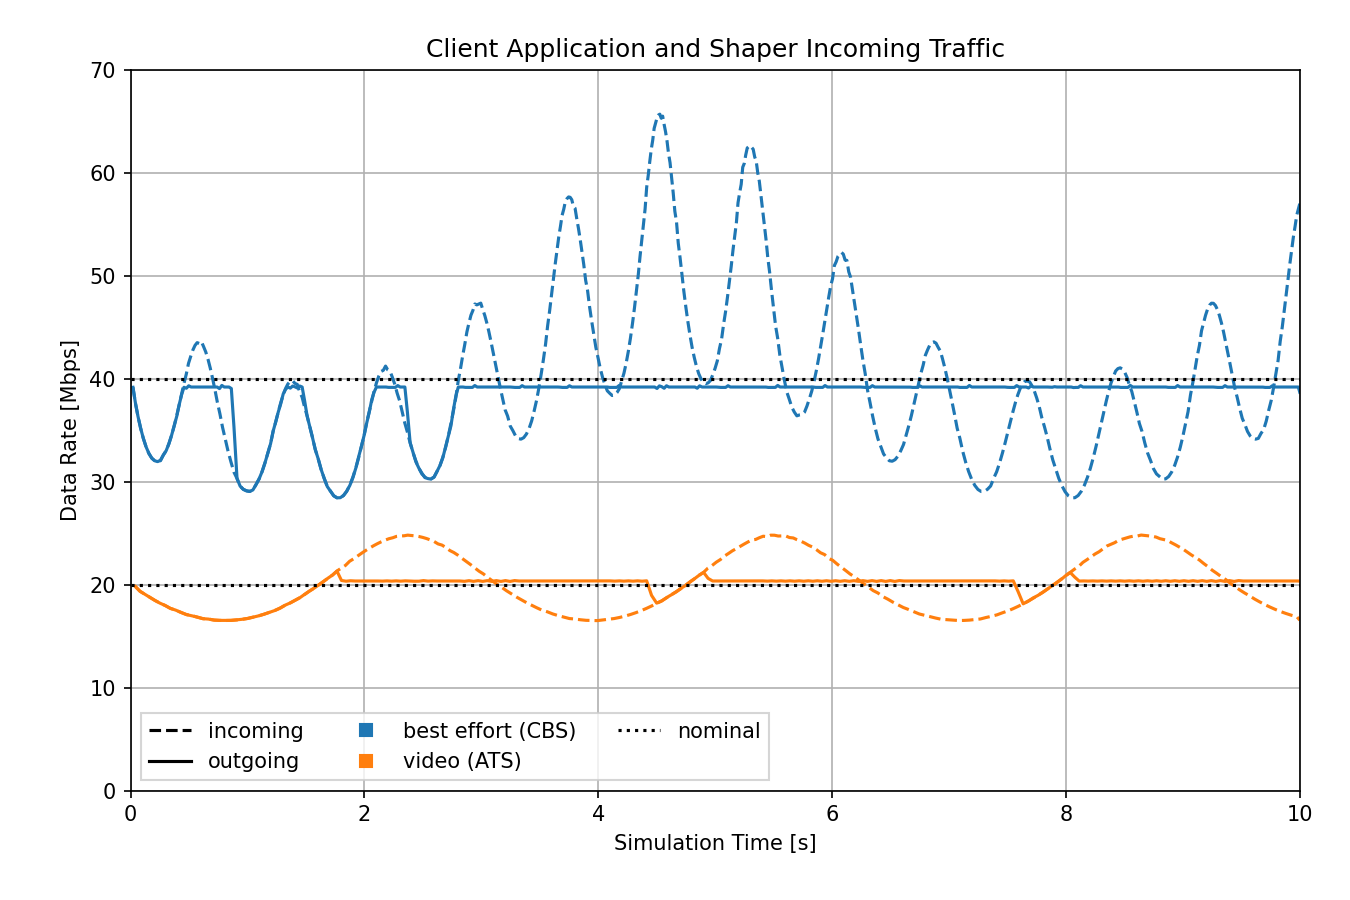 Client Application and Shaper Incoming Traffic
70
60
50
40
30
20
10
0
Data Rate [Mbps]
incoming
outgoing
best effort (CBS)
video (ATS)
nominal
0 2 4 6 8 10
Simulation Time [s]